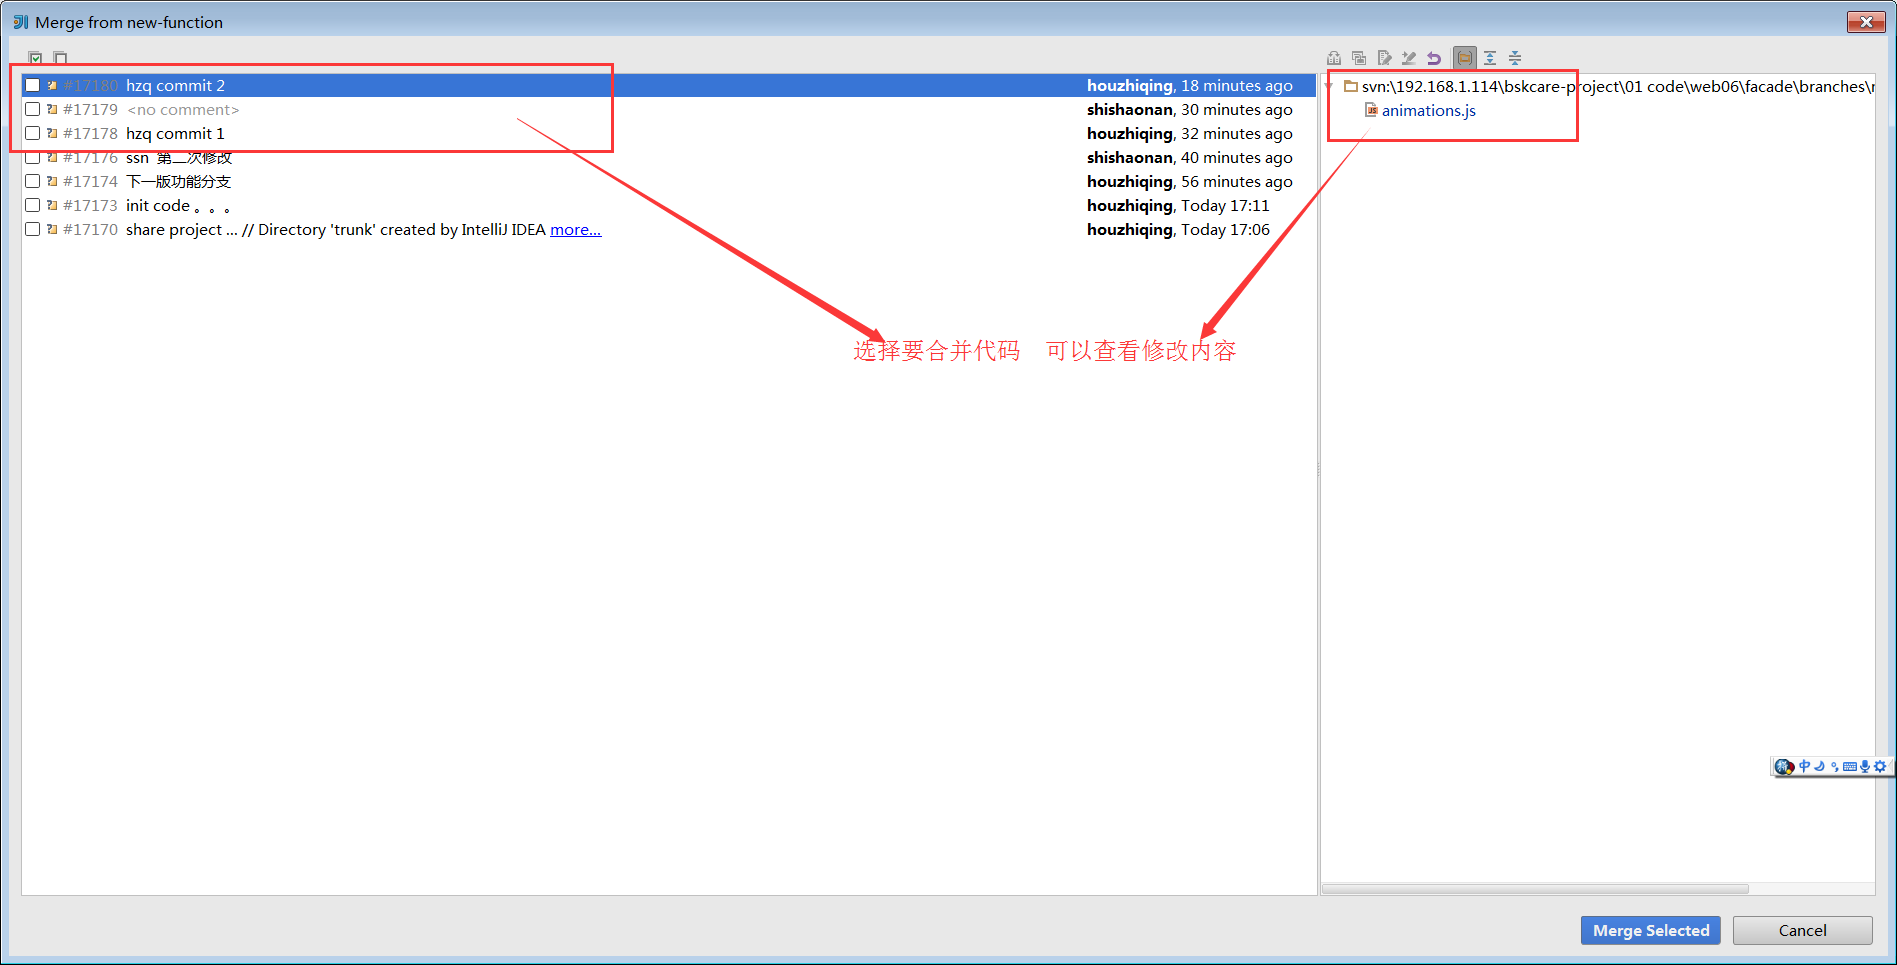 Merge from new-function
#17180 hzq commit 2 houzhiqing, 18 minutes ago
#17179 <no comment> shishaonan, 30 minutes ago
#17178 hzq commit 1 houzhiqing, 32 minutes ago
#17176 ssn 第二次修改 shishaonan, 40 minutes ago
#17174 下一版功能分支 houzhiqing, 56 minutes ago
#17173 init code 。。。 houzhiqing, Today 17:11
#17170 share project ... // Directory 'trunk' created by IntelliJ IDEA more... houzhiqing, Today 17:06
svn:\192.168.1.114\bskcare-project\01 code\web06\facade\branches\
animations.js
选择要合并代码 可以查看修改内容
中
Merge Selected Cancel